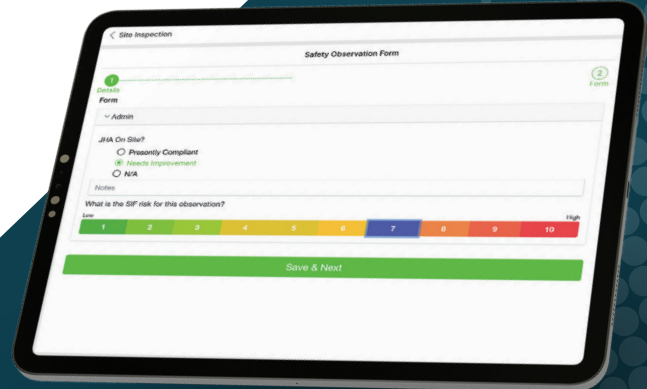 Site Inspection
Safety Observation Form
1
2
Details
Form
Form
Admin
JHA On Site?
Presently Compliant
Needs Improvement
N/A
Notes
What is the SIF risk for this observation?
Low
High
1 2 3 4 5 6 7 8 9 10
Save & Next